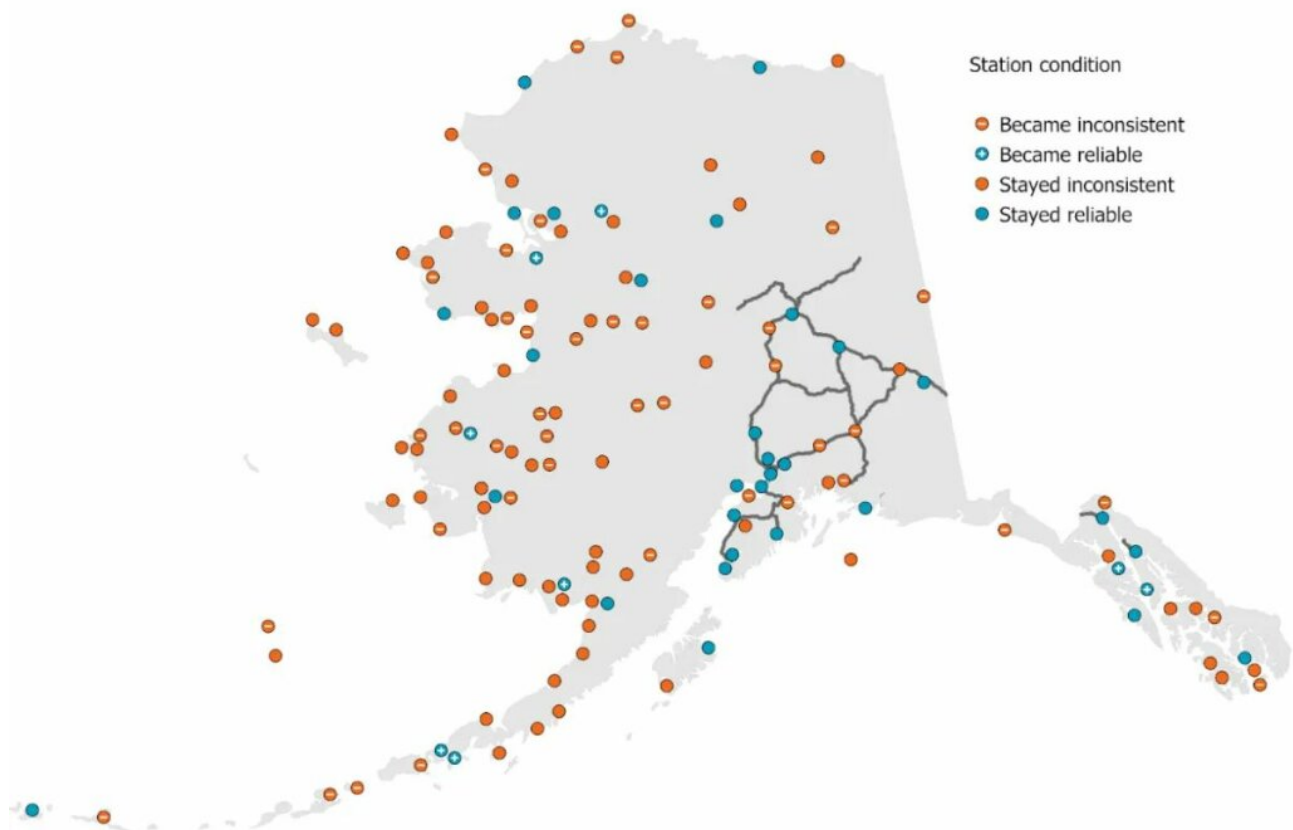 Station condition
Became inconsistent
Became reliable
Stayed inconsistent
Stayed reliable